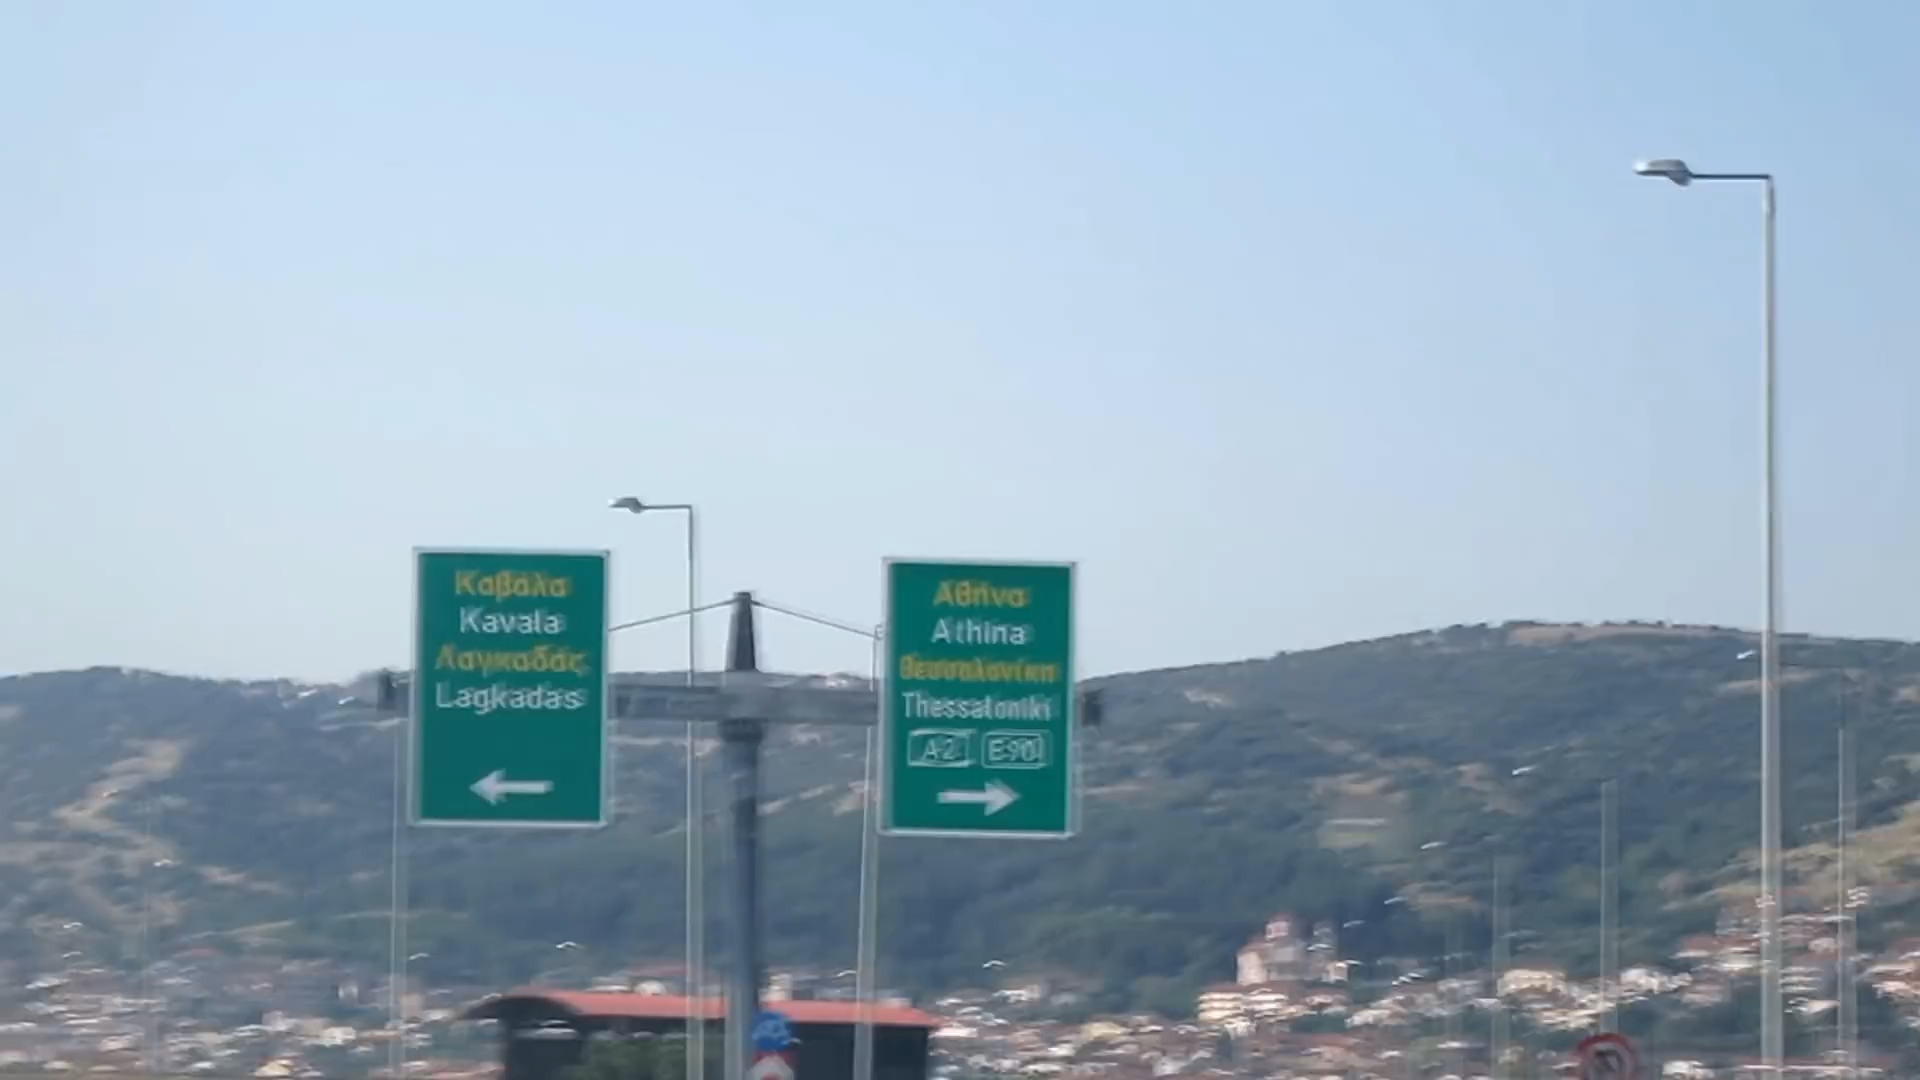 Καβάλα
Kavala
Λαγκαδάς
Lagkadas
Αθήνα
Athina
Θεσσαλονίκη
Thessaloniki
A2 E90